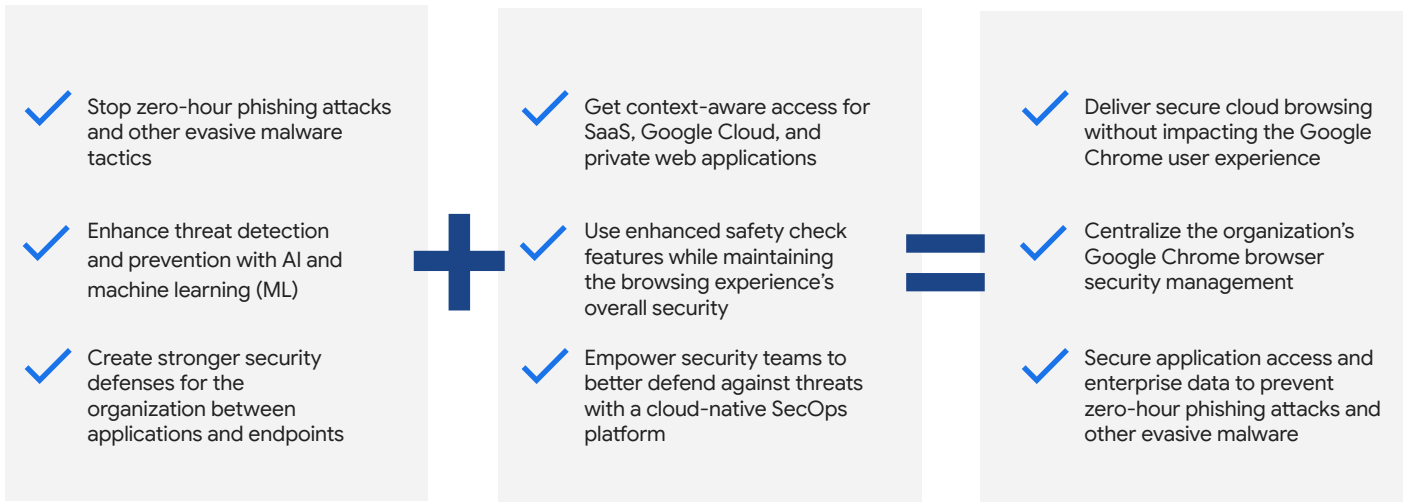 Stop zero-hour phishing attacks
and other evasive malware
tactics
Enhance threat detection
and prevention with AI and
machine learning (ML)
Create stronger security
defenses for the
organization between
applications and endpoints
Get context-aware access for
SaaS, Google Cloud, and
private web applications
Use enhanced safety check
features while maintaining
the browsing experience’s
overall security
Empower security teams to
better defend against threats
with a cloud-native SecOps
platform
Deliver secure cloud browsing
without impacting the Google
Chrome user experience
Centralize the organization’s
Google Chrome browser
security management
Secure application access and
enterprise data to prevent
zero-hour phishing attacks and
other evasive malware